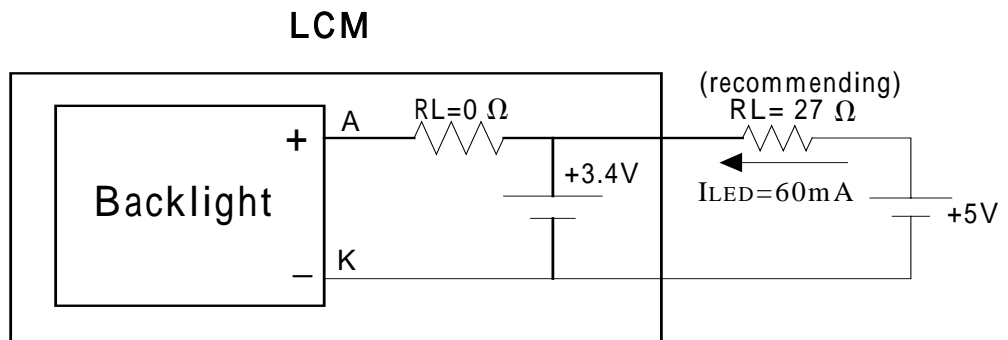 LCM
(recommending)
RL=0 Ω
RL= 27 Ω
A
+
+3.4V
ILED=60mA
Backlight
+5V
K
−